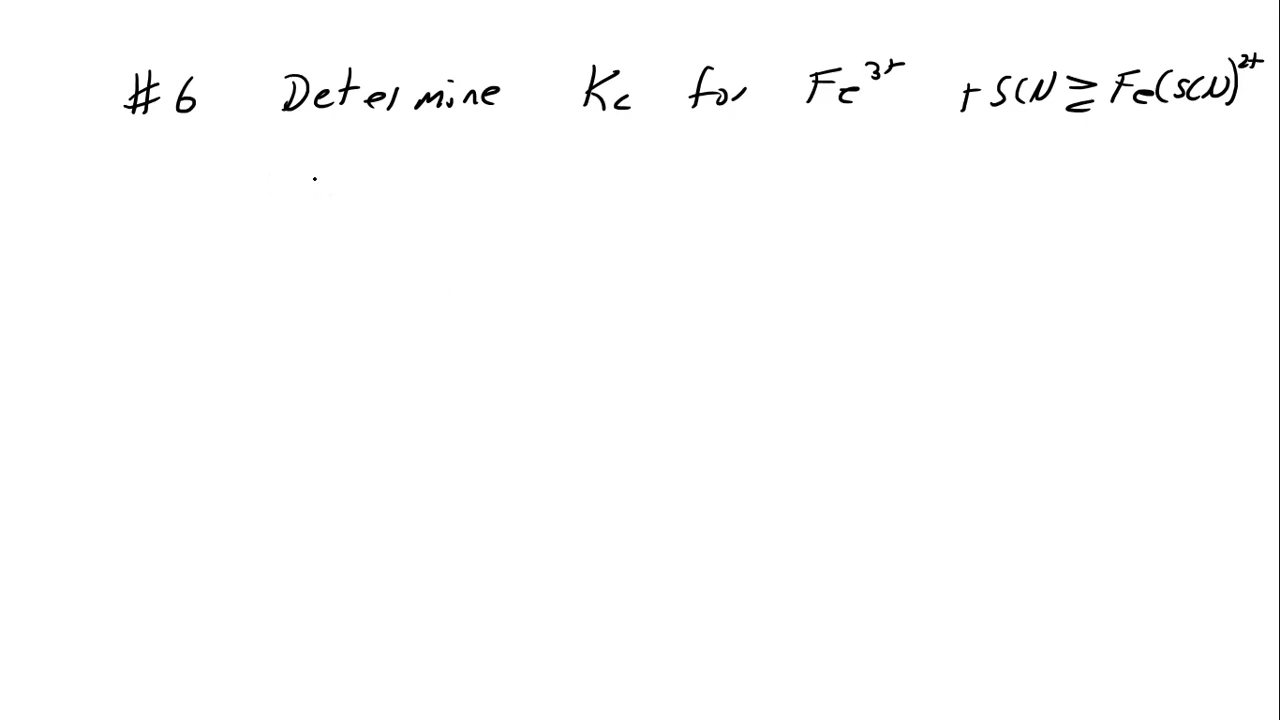 #6 Determine Kc for Fe³⁺ + SCN ⇌ Fe(SCN)²⁺